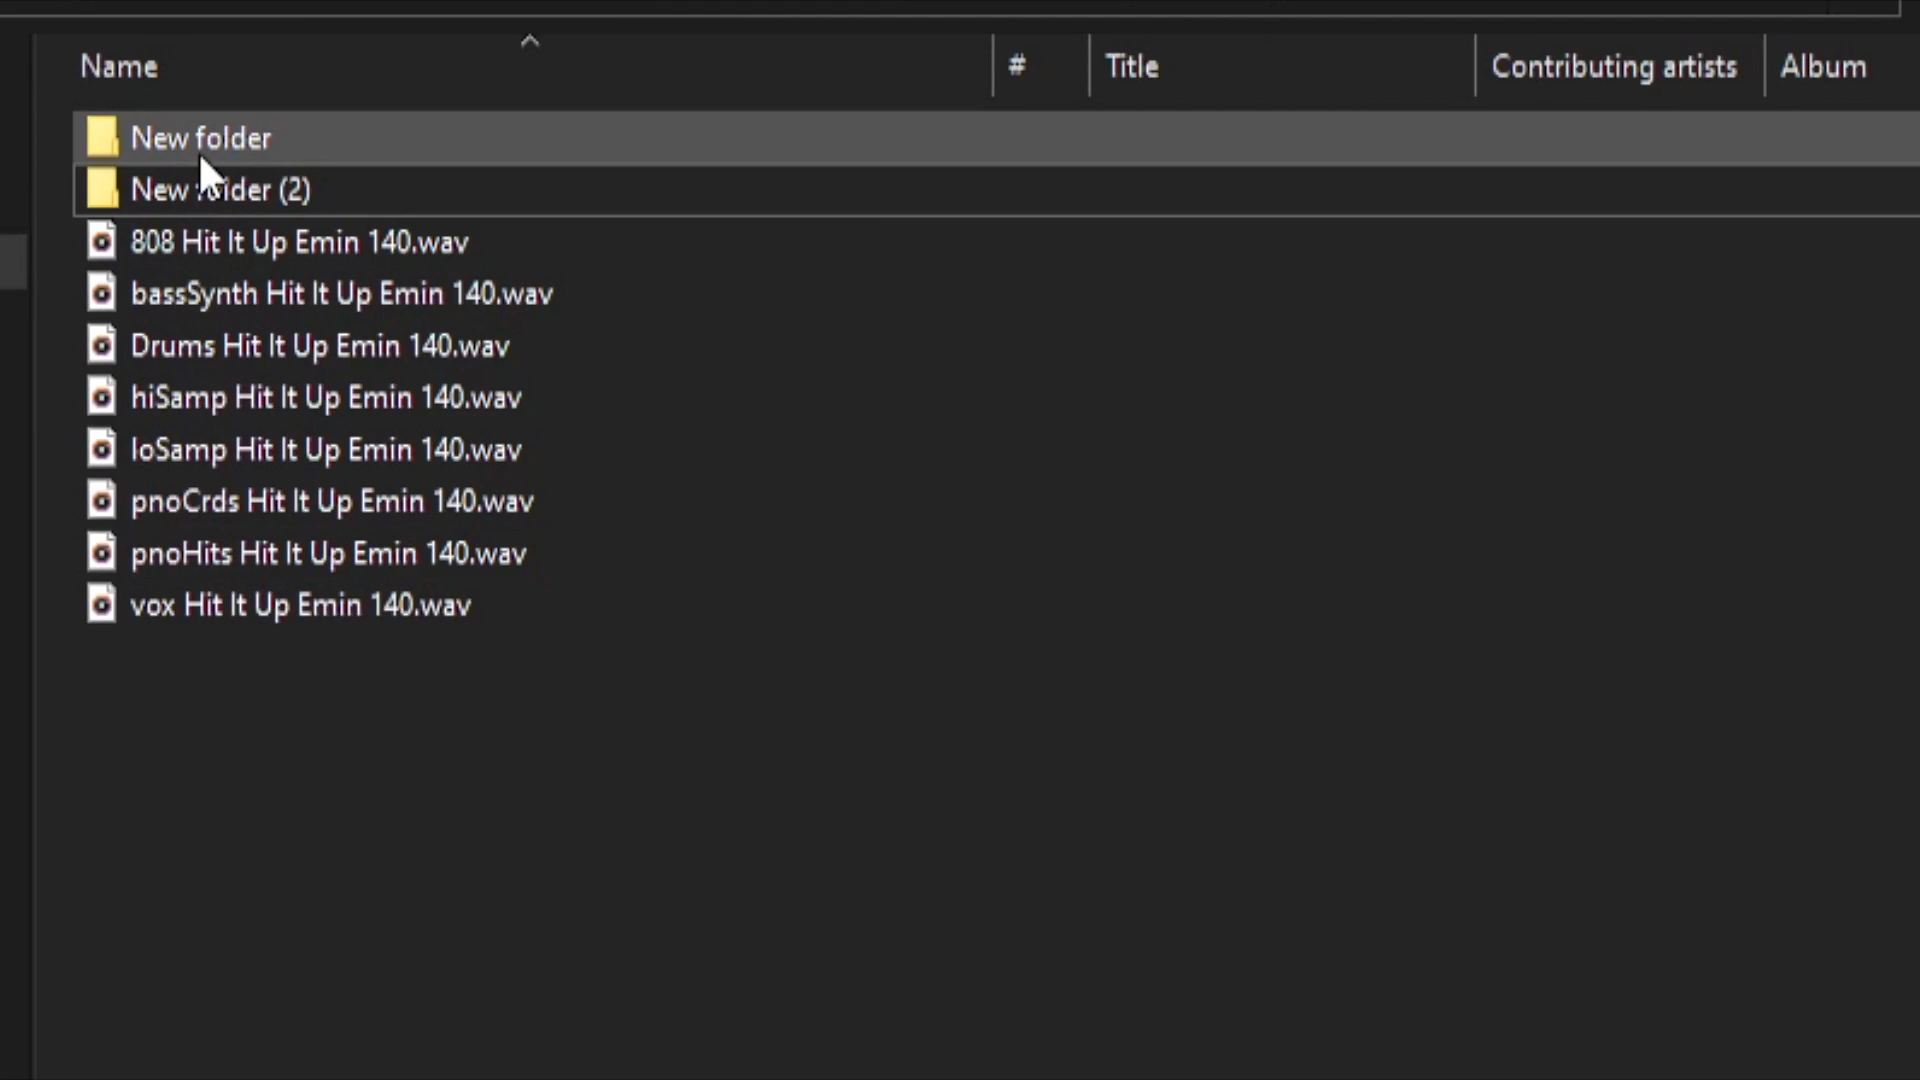 Name # Title Contributing artists Album
New folder
New folder (2)
808 Hit It Up Emin 140.wav
bassSynth Hit It Up Emin 140.wav
Drums Hit It Up Emin 140.wav
hiSamp Hit It Up Emin 140.wav
loSamp Hit It Up Emin 140.wav
pnoCrds Hit It Up Emin 140.wav
pnoHits Hit It Up Emin 140.wav
vox Hit It Up Emin 140.wav